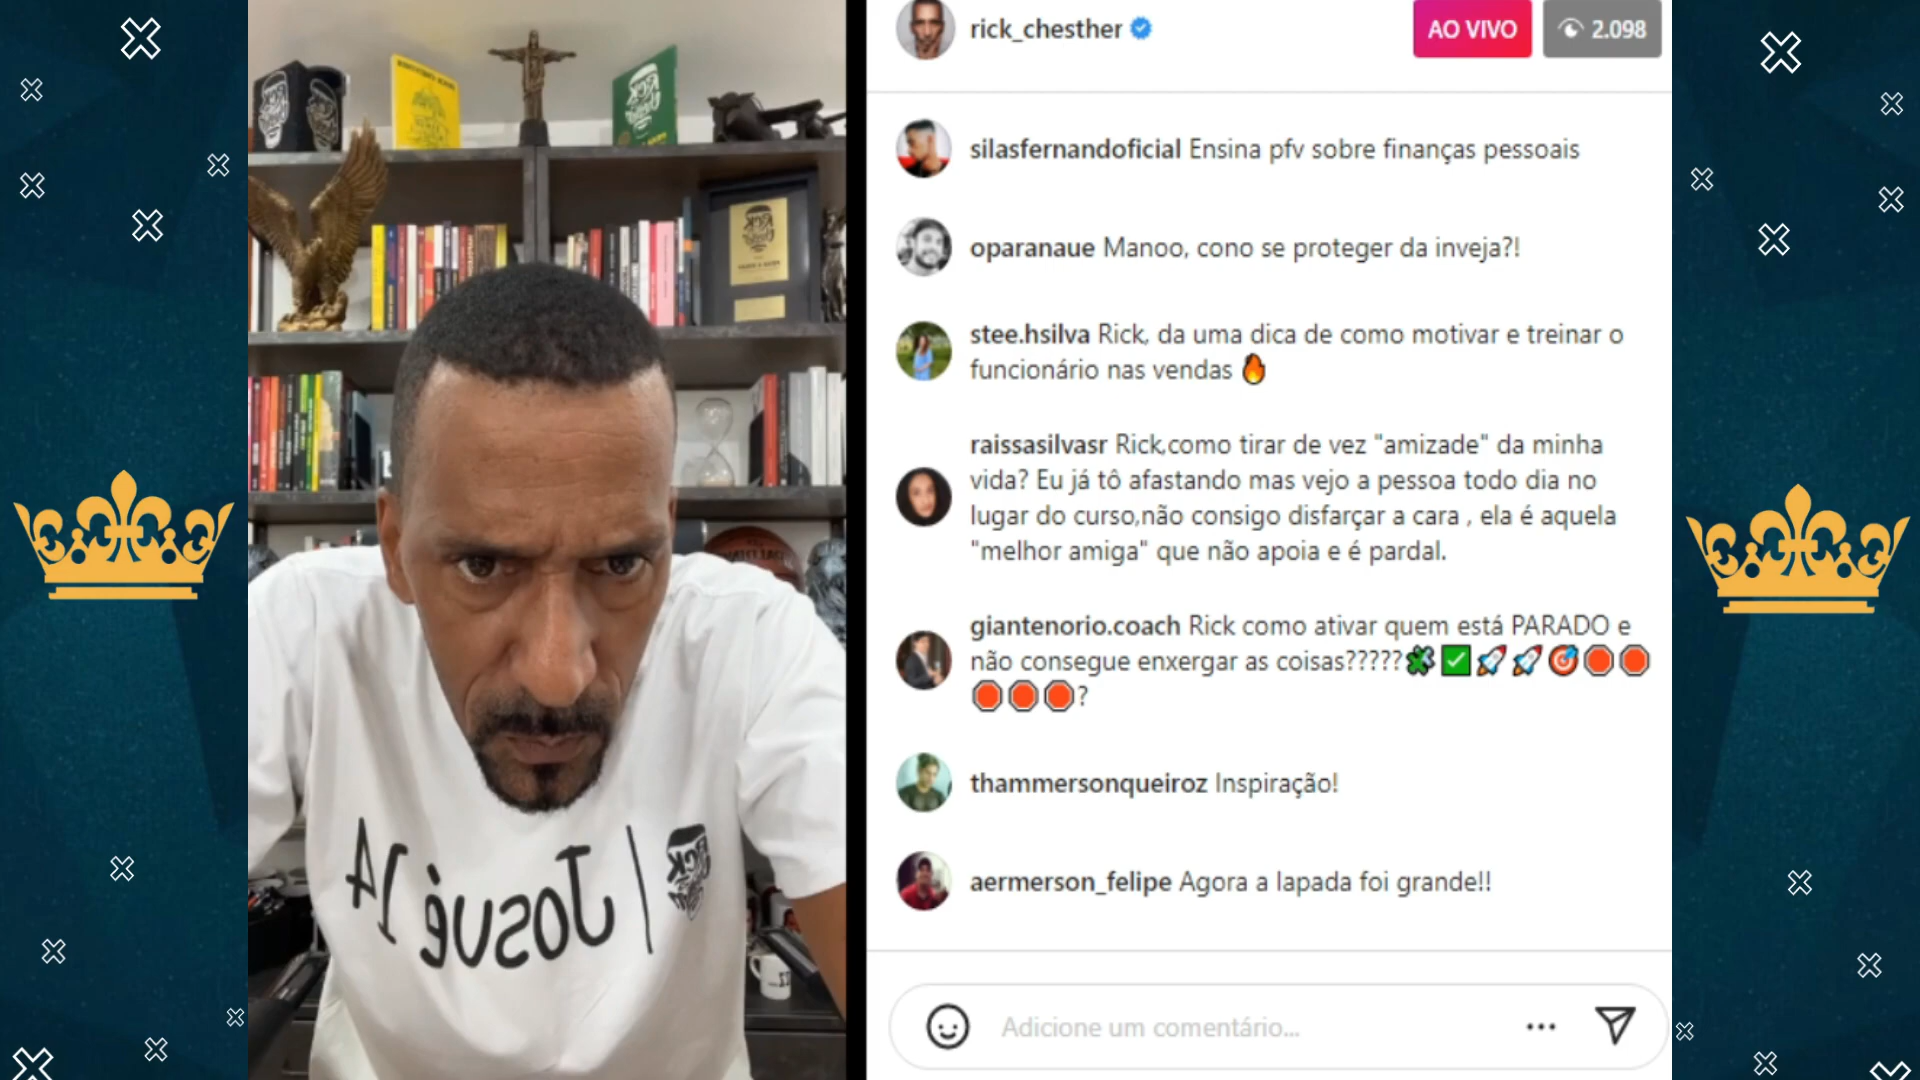 rick_chesther
AO VIVO
2.098
silasfernandoficial Ensina pfv sobre finanças pessoais
oparanaue Manoo, cono se proteger da inveja?!
stee.hsilva Rick, da uma dica de como motivar e treinar o
funcionário nas vendas 🔥
raissasilvasr Rick,como tirar de vez "amizade" da minha
vida? Eu já tô afastando mas vejo a pessoa todo dia no
lugar do curso,não consigo disfarçar a cara , ela é aquela
"melhor amiga" que não apoia e é pardal.
giantenorio.coach Rick como ativar quem está PARADO e
não consegue enxergar as coisas?????🧩✅🚀🚀🎯🛑🛑
🛑🛑🛑?
thammersonqueiroz Inspiração!
aermerson_felipe Agora a lapada foi grande!!
Adicione um comentário...
Rick
Josué 14